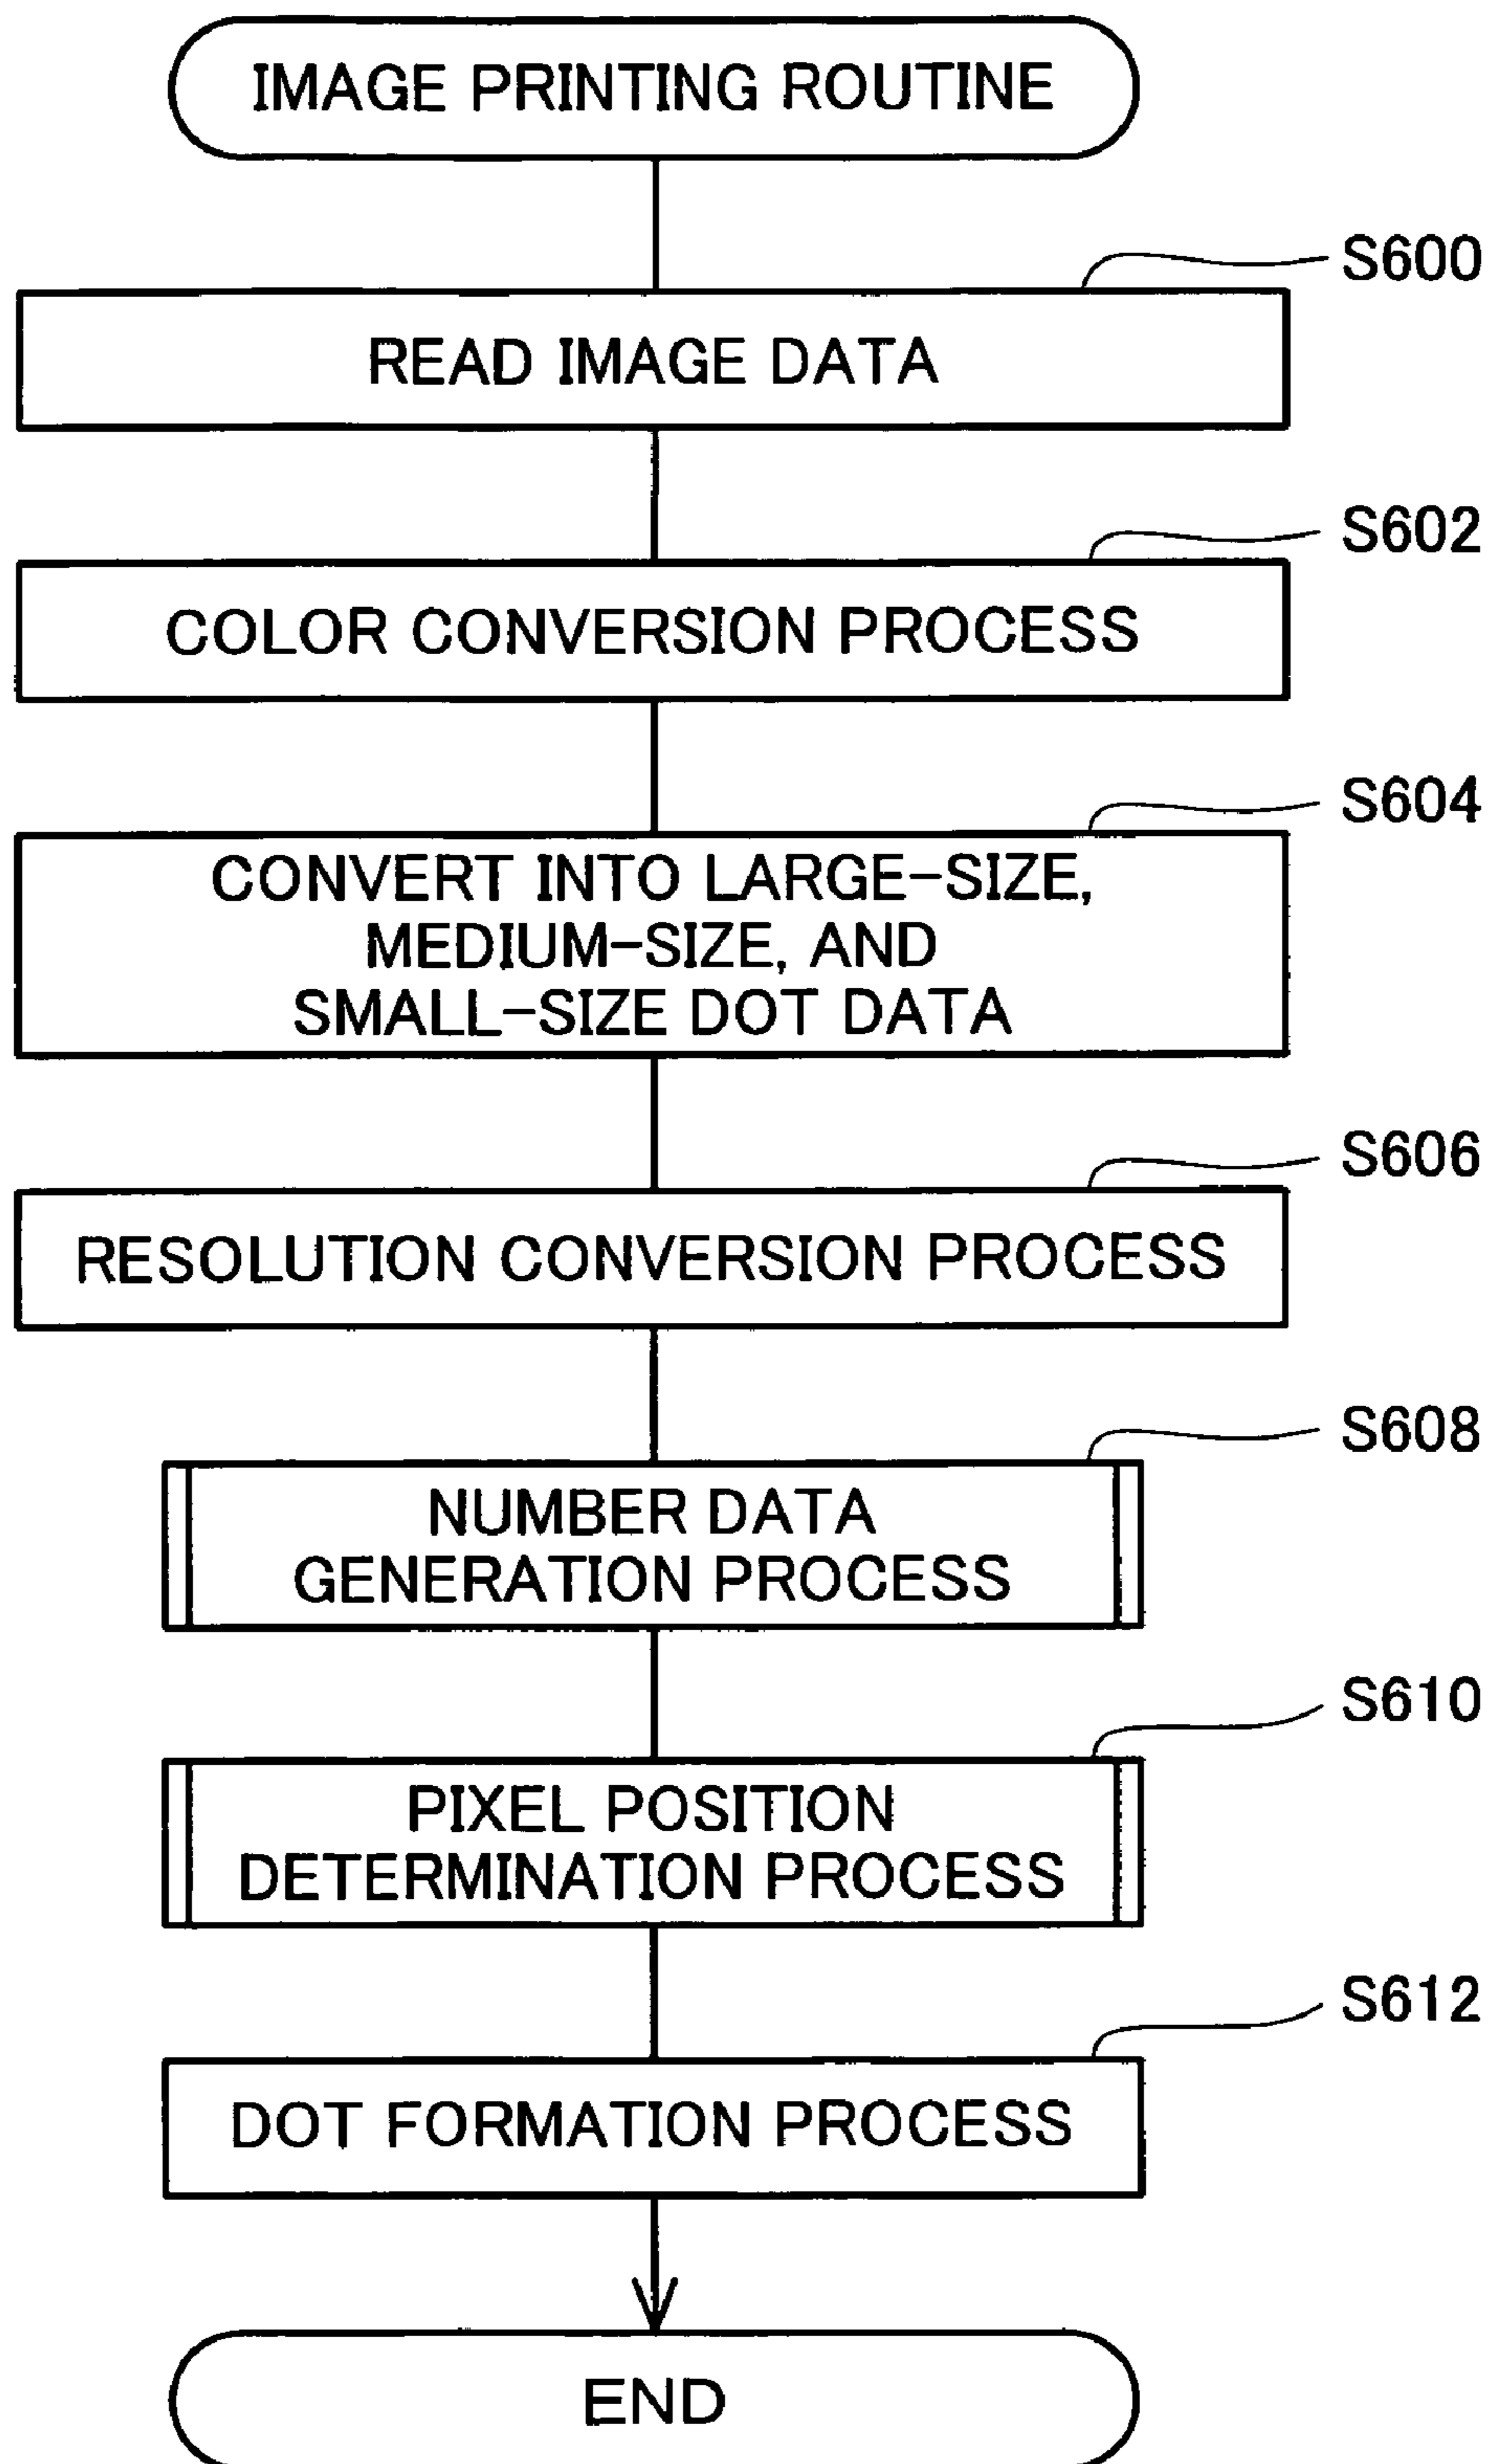 IMAGE PRINTING ROUTINE
S600
READ IMAGE DATA
S602
COLOR CONVERSION PROCESS
S604
CONVERT INTO LARGE-SIZE,
MEDIUM-SIZE, AND
SMALL-SIZE DOT DATA
S606
RESOLUTION CONVERSION PROCESS
S608
NUMBER DATA
GENERATION PROCESS
S610
PIXEL POSITION
DETERMINATION PROCESS
S612
DOT FORMATION PROCESS
END